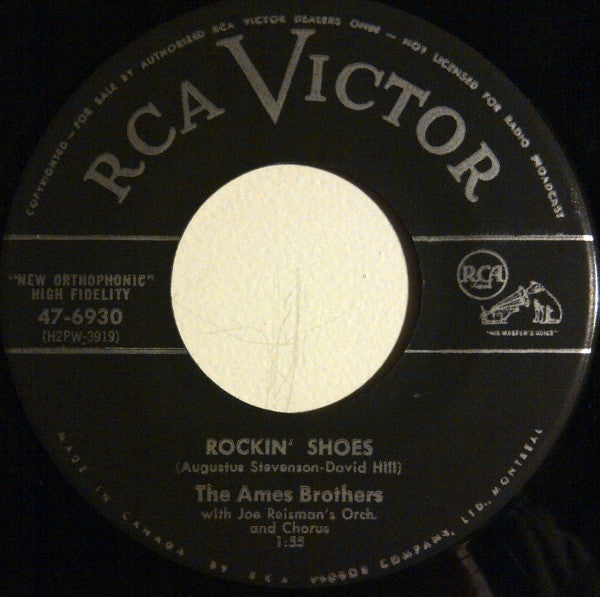 COPYRIGHTED — FOR SALE BY AUTHORIZED RCA VICTOR DEALERS ONLY — NOT LICENSED FOR RADIO BROADCAST
RCA VICTOR
"NEW ORTHOPHONIC"
HIGH FIDELITY
47-6930
(H2PW-3919)
RCA
"HIS MASTER'S VOICE"
ROCKIN' SHOES
(Augustus Stevenson-David Hill)
The Ames Brothers
with Joe Reisman's Orch.
and Chorus
1:55
MADE IN CANADA BY RCA VICTOR COMPANY, LTD., MONTREAL